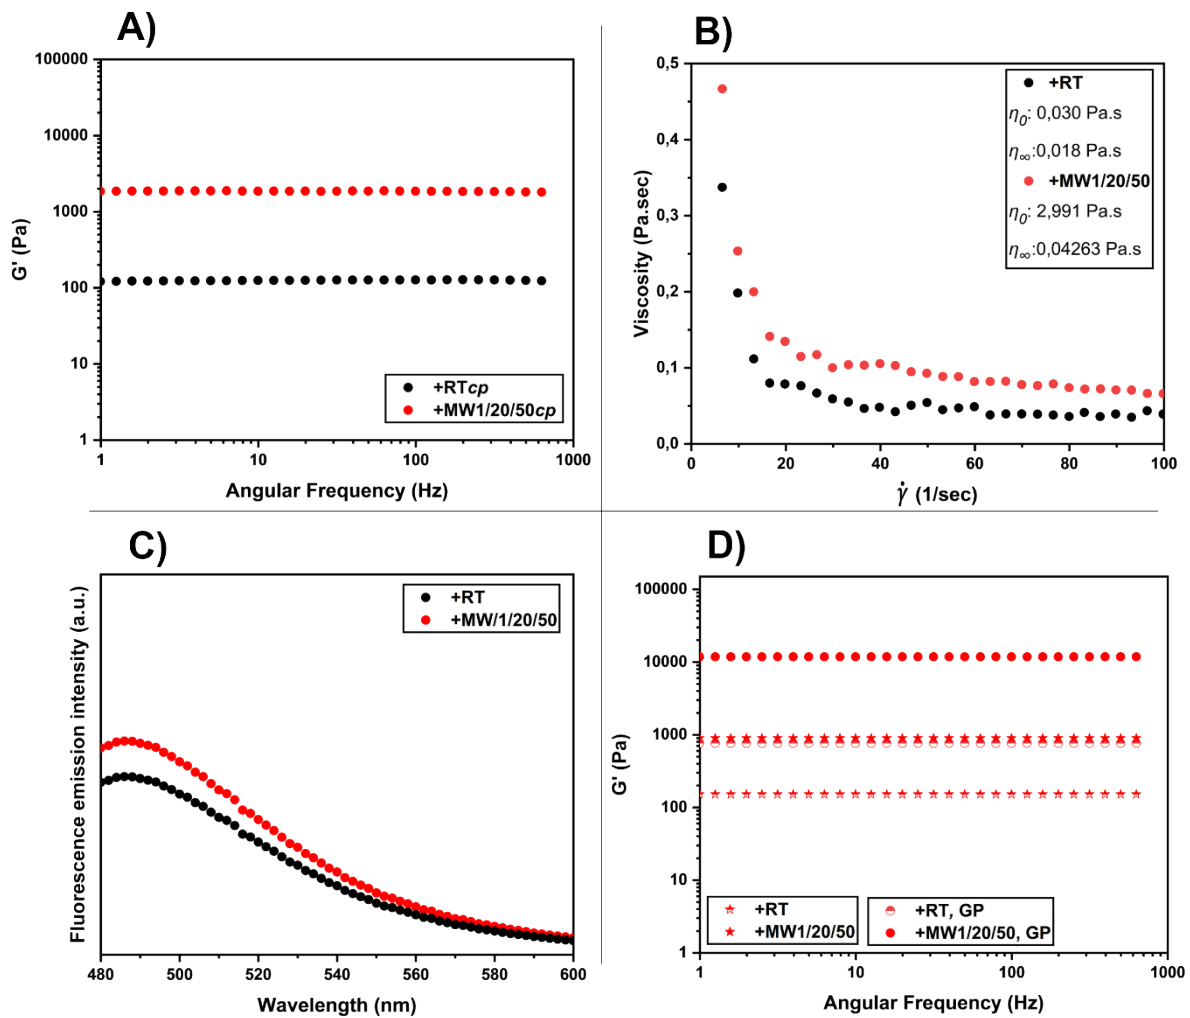 A)
100000
10000
1000
100
10
1
G' (Pa)
+RTcp
+MW1/20/50cp
1
10
100
1000
Angular Frequency (Hz)
B)
0,5
0,4
0,3
0,2
0,1
0,0
Viscosity (Pa.sec)
+RT
η0: 0,030 Pa.s
η∞:0,018 Pa.s
+MW1/20/50
η0: 2,991 Pa.s
η∞:0,04263 Pa.s
0
20
40
60
80
100
γ̇ (1/sec)
C)
Fluorescence emission intensity (a.u.)
+RT
+MW/1/20/50
480
500
520
540
560
580
600
Wavelength (nm)
D)
100000
10000
1000
100
10
1
G' (Pa)
+RT
+MW1/20/50
+RT, GP
+MW1/20/50, GP
1
10
100
1000
Angular Frequency (Hz)